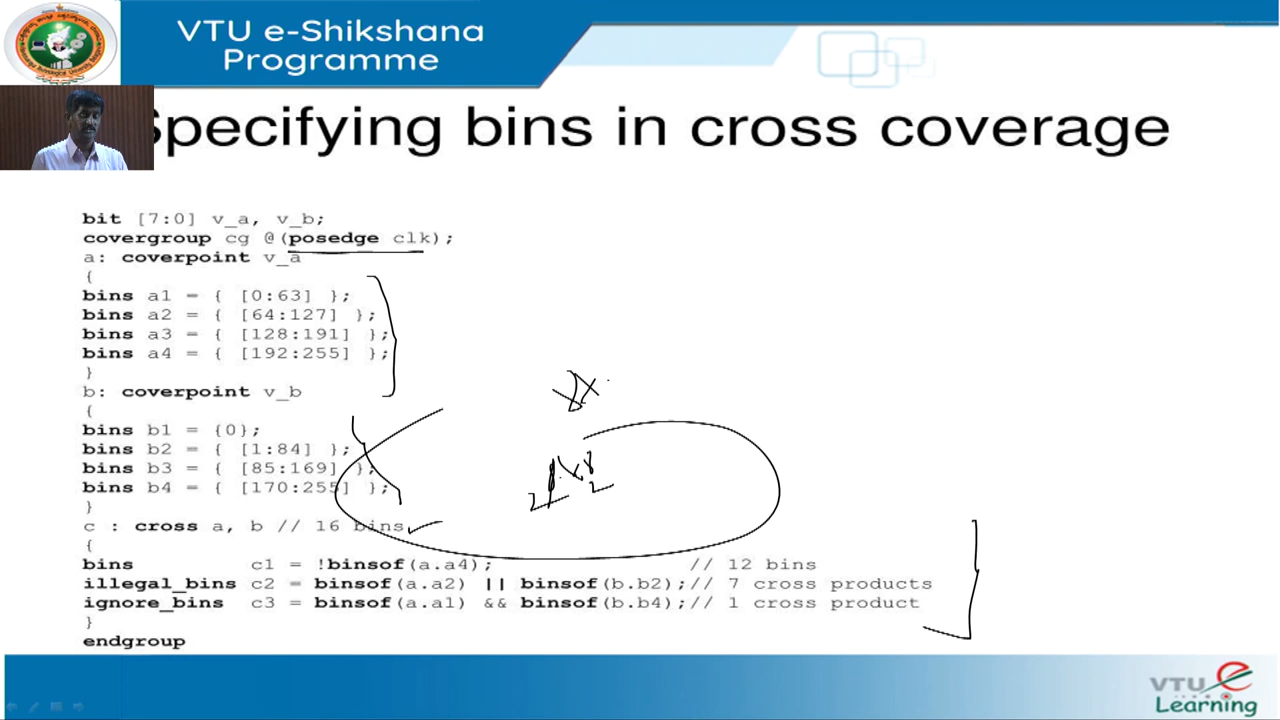 VTU e-Shikshana
Programme
Specifying bins in cross coverage
bit [7:0] v_a, v_b;
covergroup cg @(posedge clk);
a: coverpoint v_a
{
bins a1 = { [0:63] };
bins a2 = { [64:127] };
bins a3 = { [128:191] };
bins a4 = { [192:255] };
}
b: coverpoint v_b
{
bins b1 = {0};
bins b2 = { [1:84] };
bins b3 = { [85:169] };
bins b4 = { [170:255] };
}
c : cross a, b // 16 bins
{
bins c1 = !binsof(a.a4); // 12 bins
illegal_bins c2 = binsof(a.a2) || binsof(b.b2);// 7 cross products
ignore_bins c3 = binsof(a.a1) && binsof(b.b4);// 1 cross product
}
endgroup
VTU e
Learning